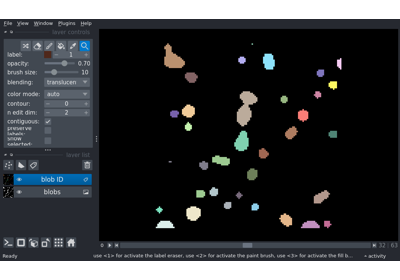 File View Window Plugins Help
layer controls
label: 1
opacity: 0.70
brush size: 10
blending: translucen
color mode: auto
contour: 0
n edit dim: 2
contiguous:
preserve labels:
show selected:
layer list
blob ID
blobs
32 63
Ready use <1> for activate the label eraser, use <2> for activate the paint brush, use <3> for activate the fill b... activity